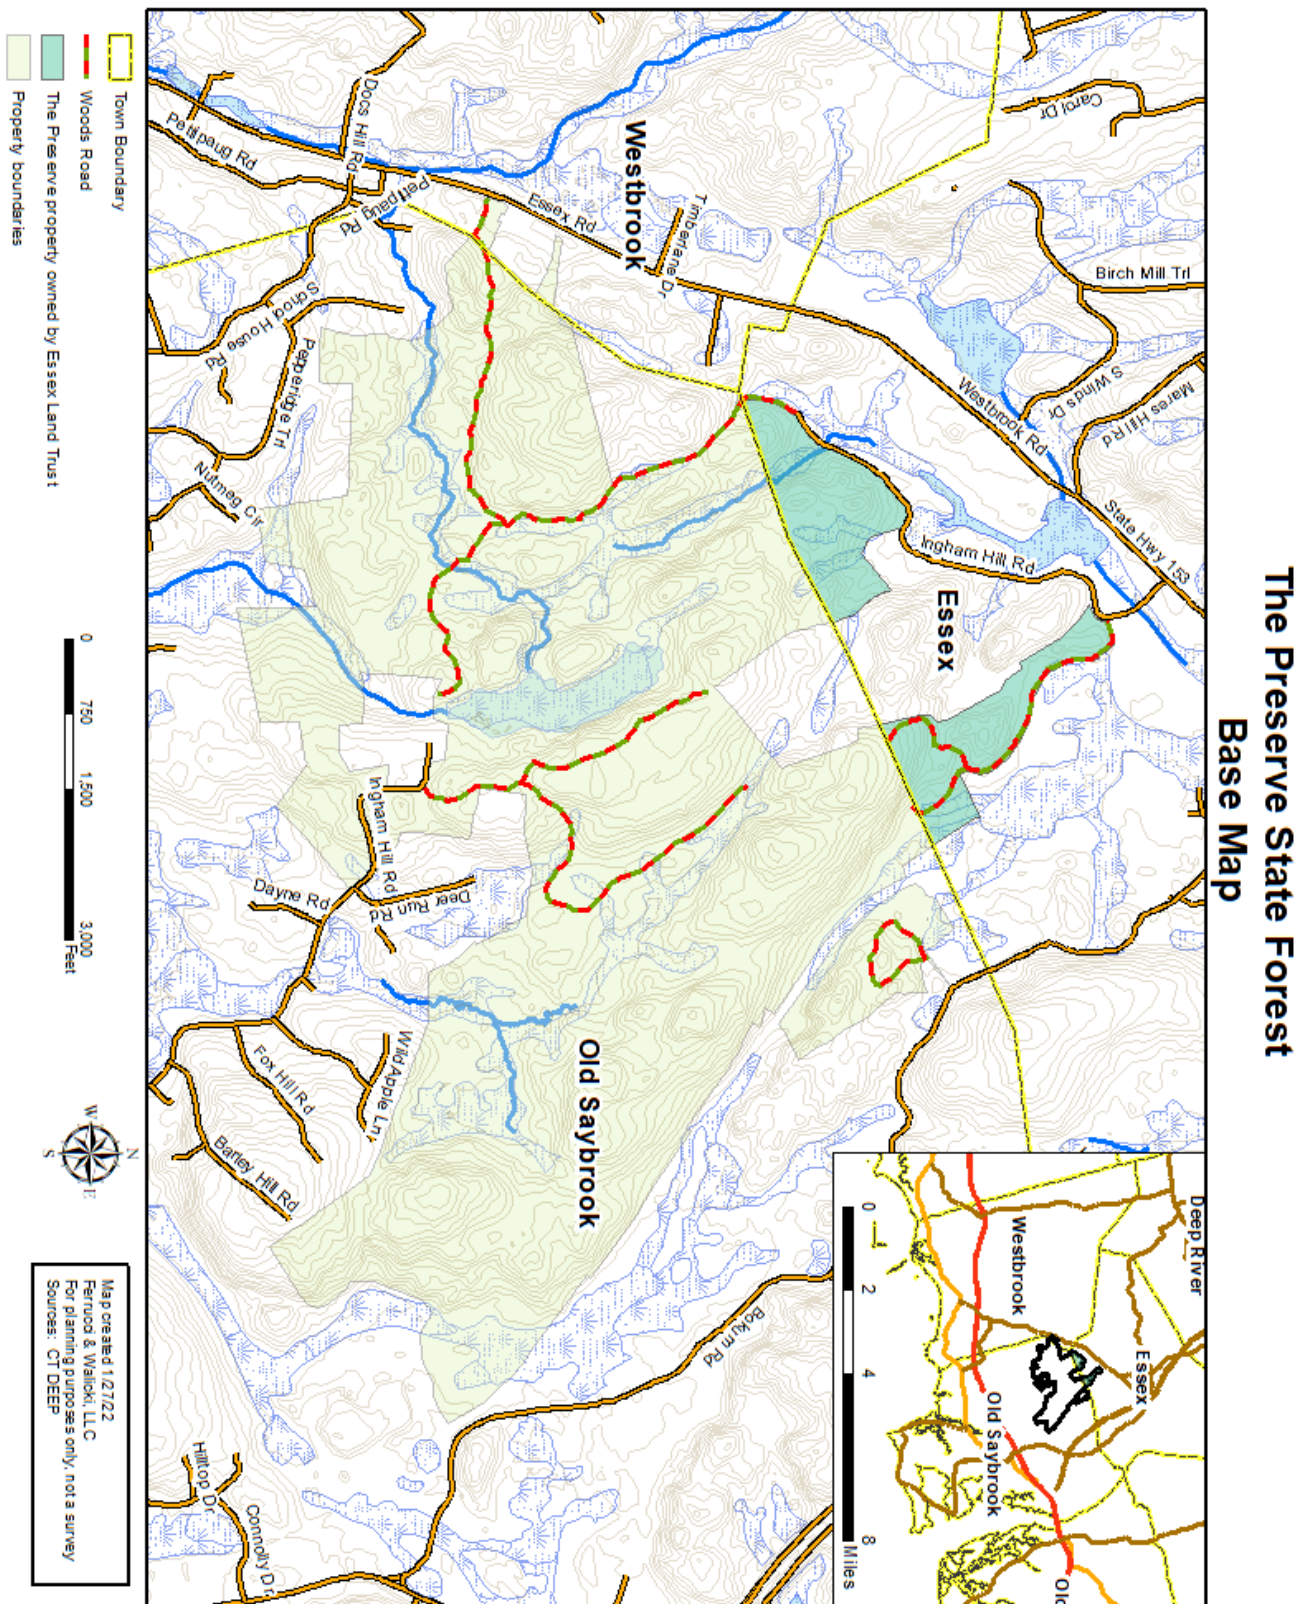 The Preserve State Forest
Base Map
Carol Dr
Birch Mill Trl
S Winds Dr
Mares Hill Rd
Westbrook Rd
State Hwy 153
Westbrook
Timberlane Dr
Essex Rd
Docs Hill Rd
Pettipaug Rd
Pettipaug Rd
School House Rd
Pepperidge Trl
Nutmeg Cir
Ingham Hill Rd
Essex
Ingham Hill Rd
Deer Run Rd
Dayne Rd
Old Saybrook
Wild Apple Ln
Fox Hill Rd
Barley Hill Rd
Bokum Rd
Hilltop Dr
Connolly Dr
Deep River
Westbrook
Essex
Old Saybrook
Old
0 2 4 8
Miles
Town Boundary
Woods Road
The Preserve property owned by Essex Land Trust
Property boundaries
0 750 1,500 3,000
Feet
N
W E
S
Map created 1/27/22
Ferrucci & Walicki, LLC
For planning purposes only, not a survey
Sources: CT DEEP